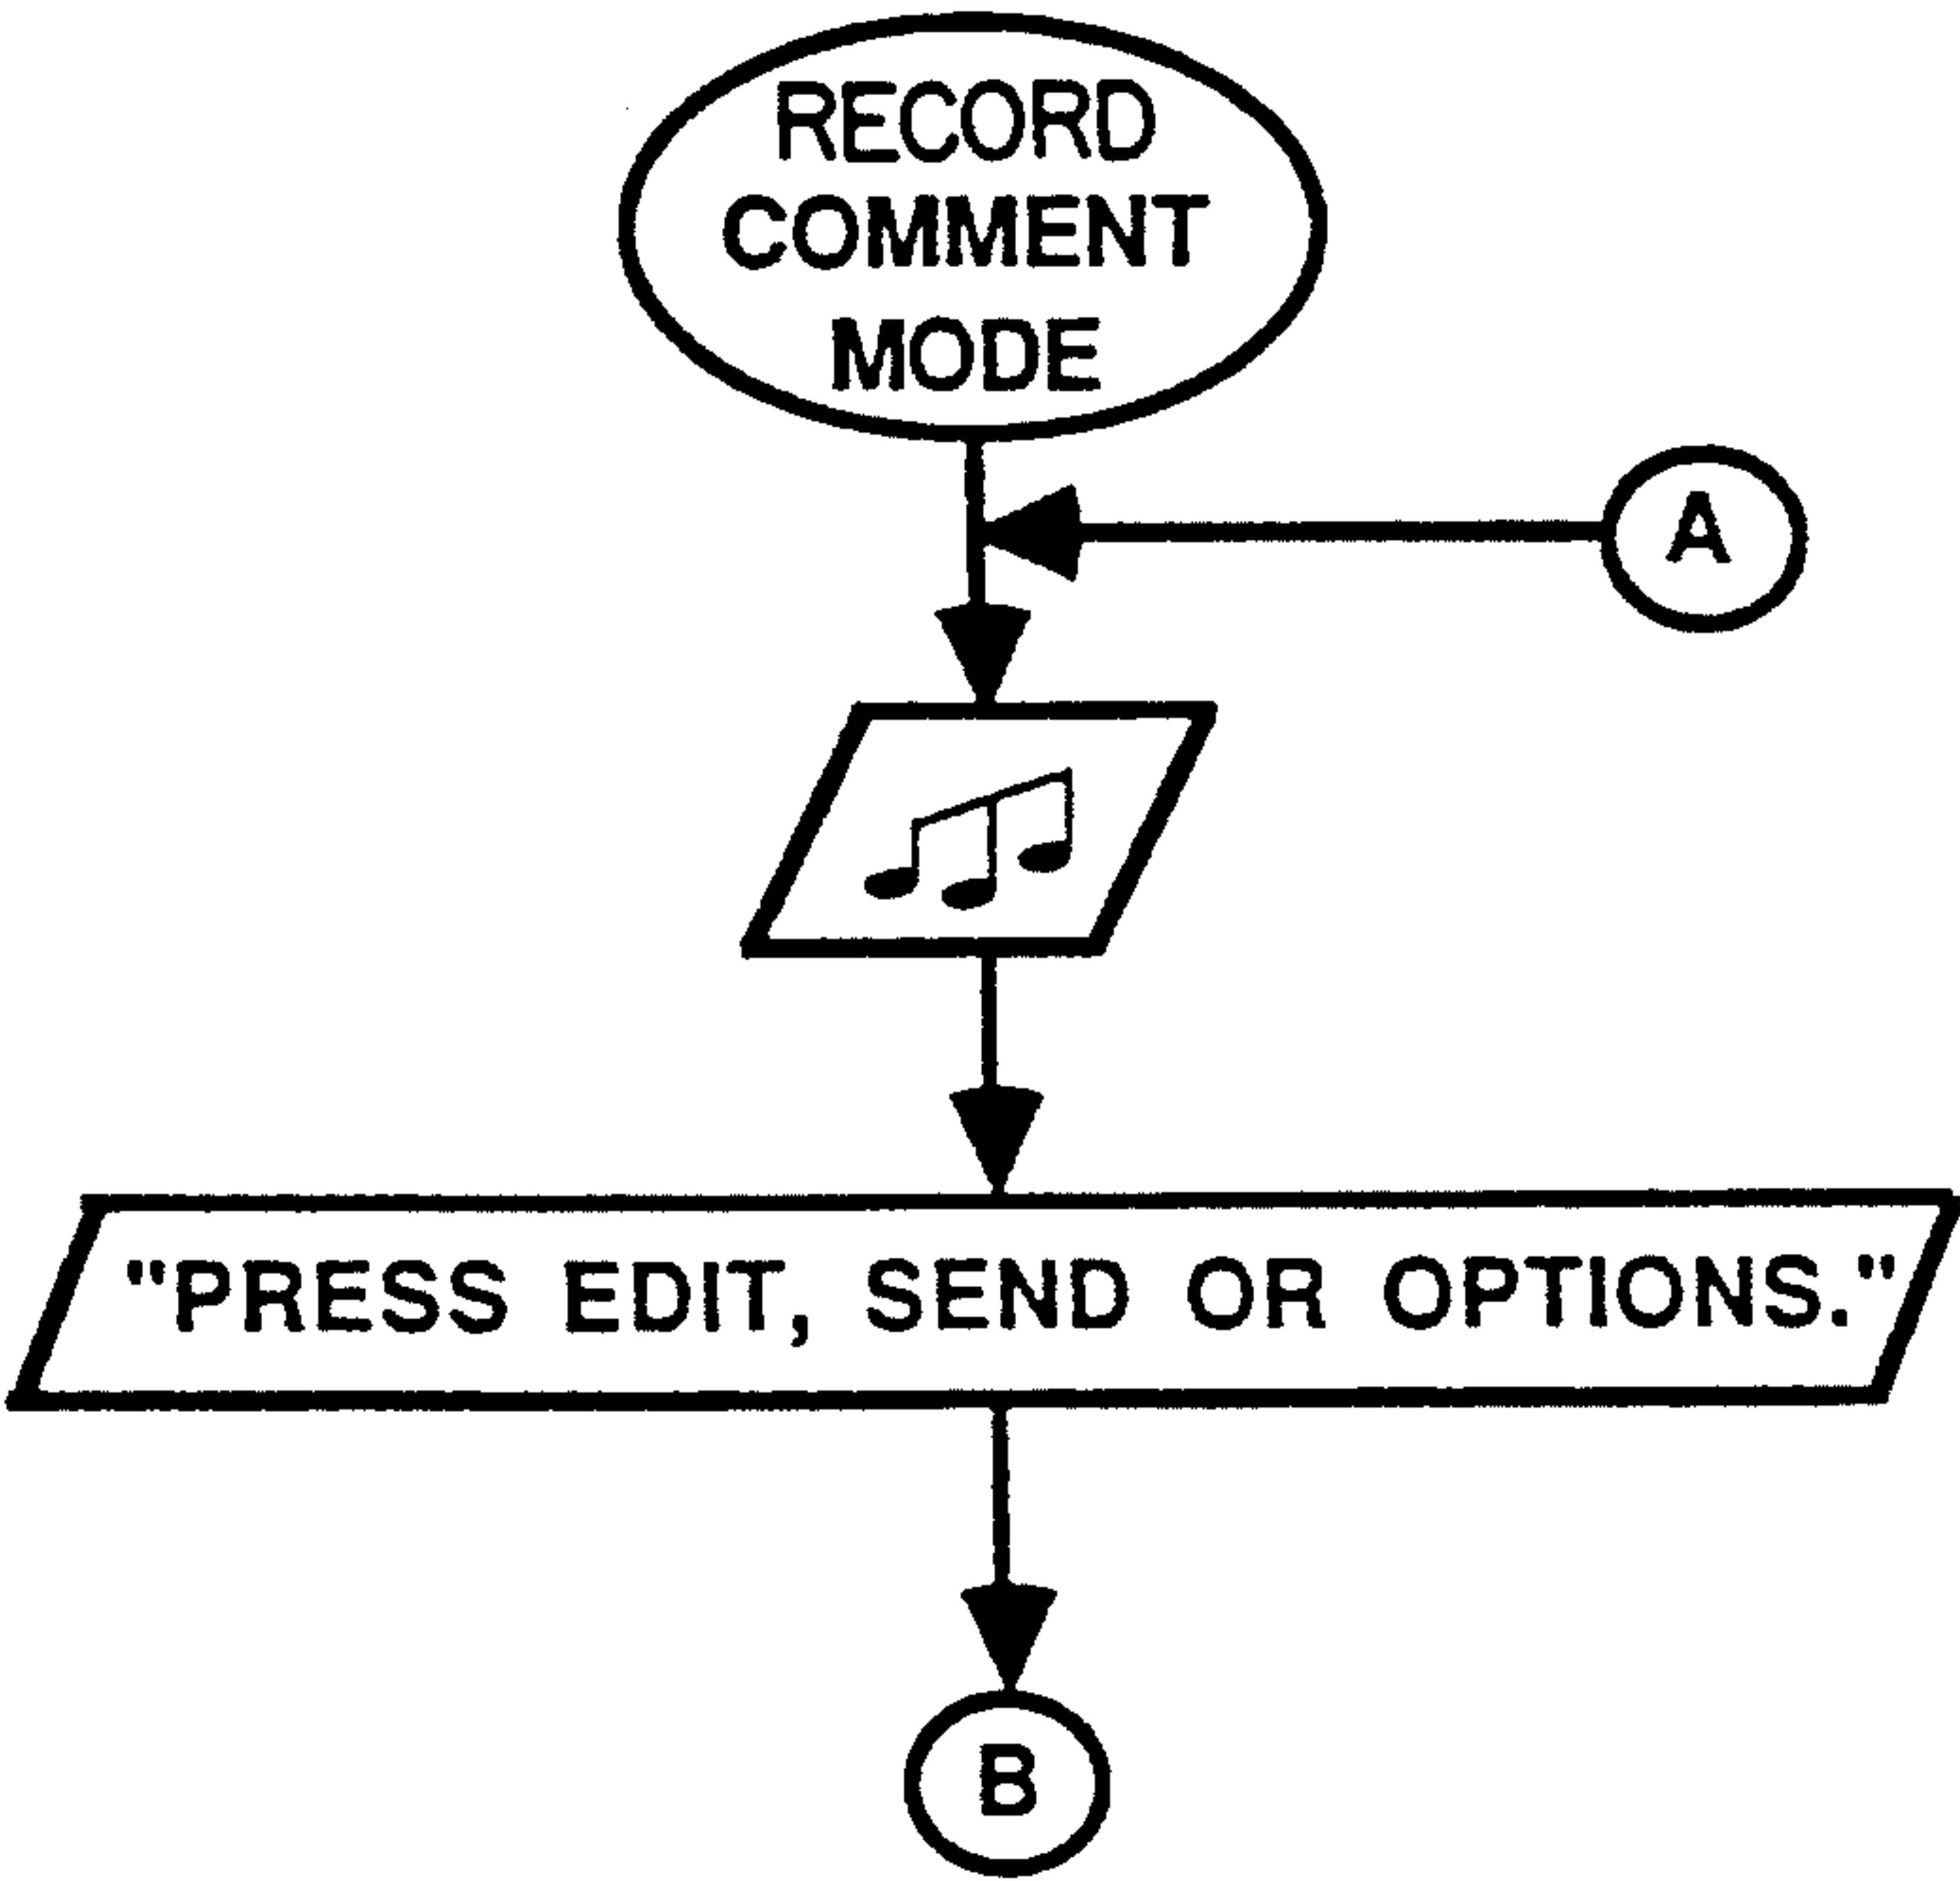 RECORD
COMMENT
MODE
A
"PRESS EDIT, SEND OR OPTIONS."
B